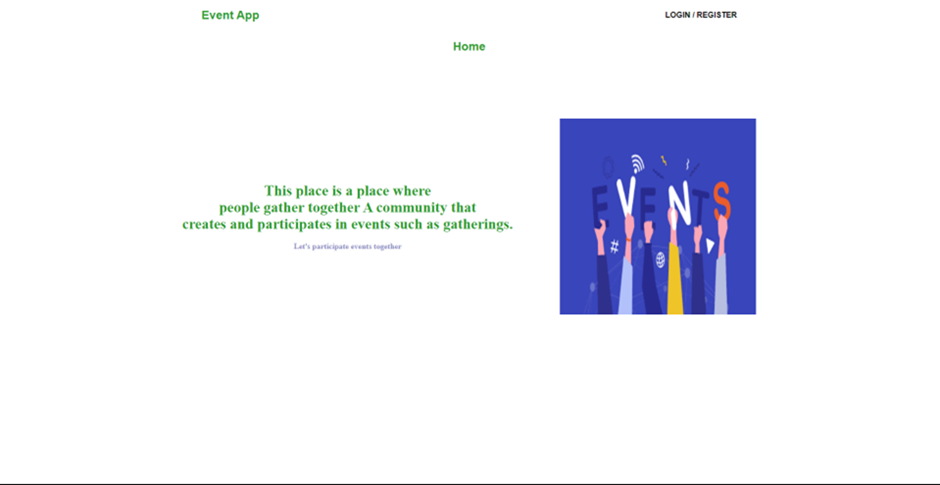 Event App
LOGIN / REGISTER
Home
This place is a place where
people gather together A community that
creates and participates in events such as gatherings.
Let's participate events together
EVENTS
#